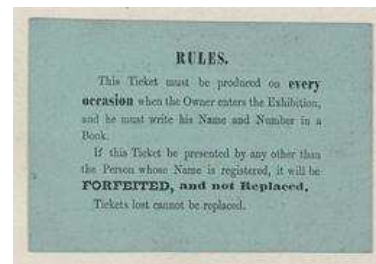 RULES.
This Ticket must be produced on every
occasion when the Owner enters the Exhibition,
and he must write his Name and Number in a
Book.
If this Ticket be presented by any other than
the Person whose Name is registered, it will be
FORFEITED, and not Replaced.
Tickets lost cannot be replaced.